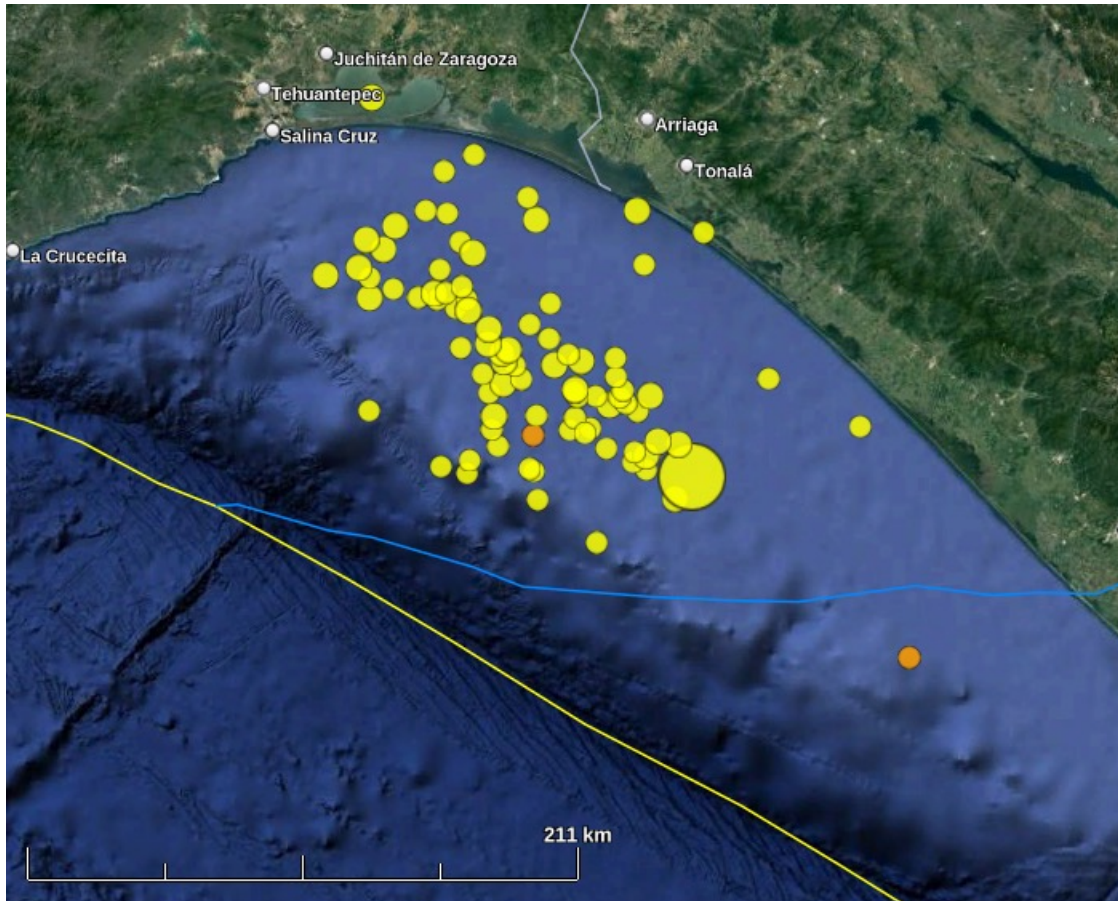 Juchitán de Zaragoza
Tehuantepec
Salina Cruz
Arriaga
Tonalá
La Crucecita
211 km